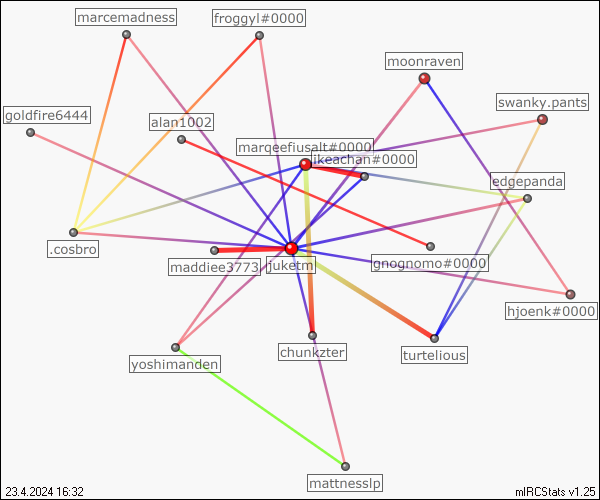 marcemadness
froggyl#0000
moonraven
swanky.pants
goldfire6444
alan1002
marqeefiusalt#0000
ikeachan#0000
edgepanda
.cosbro
maddiee3773
juketm
gnognomo#0000
hjoenk#0000
chunkzter
turtelious
yoshimanden
mattnesslp
23.4.2024 16:32
mIRCStats v1.25